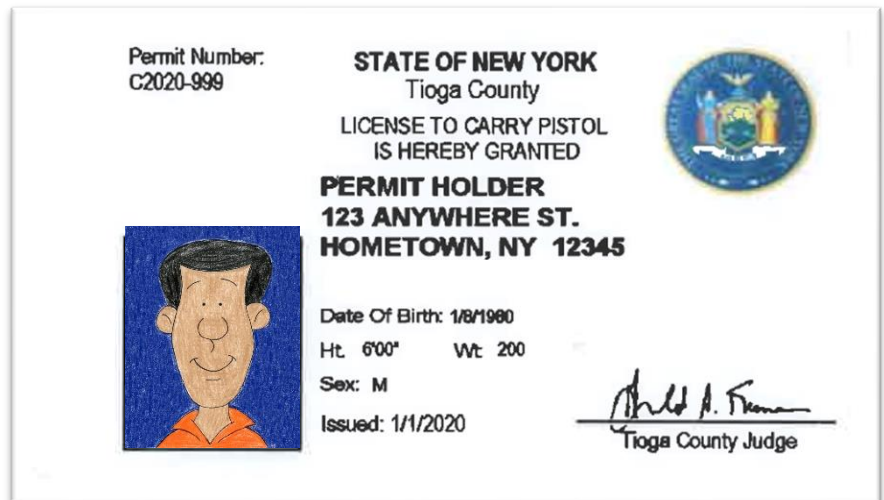 Permit Number:
C2020-999
STATE OF NEW YORK
Tioga County
LICENSE TO CARRY PISTOL
IS HEREBY GRANTED
PERMIT HOLDER
123 ANYWHERE ST.
HOMETOWN, NY 12345
Date Of Birth: 1/8/1980
Ht. 6'00" Wt: 200
Sex: M
Issued: 1/1/2020
Tioga County Judge